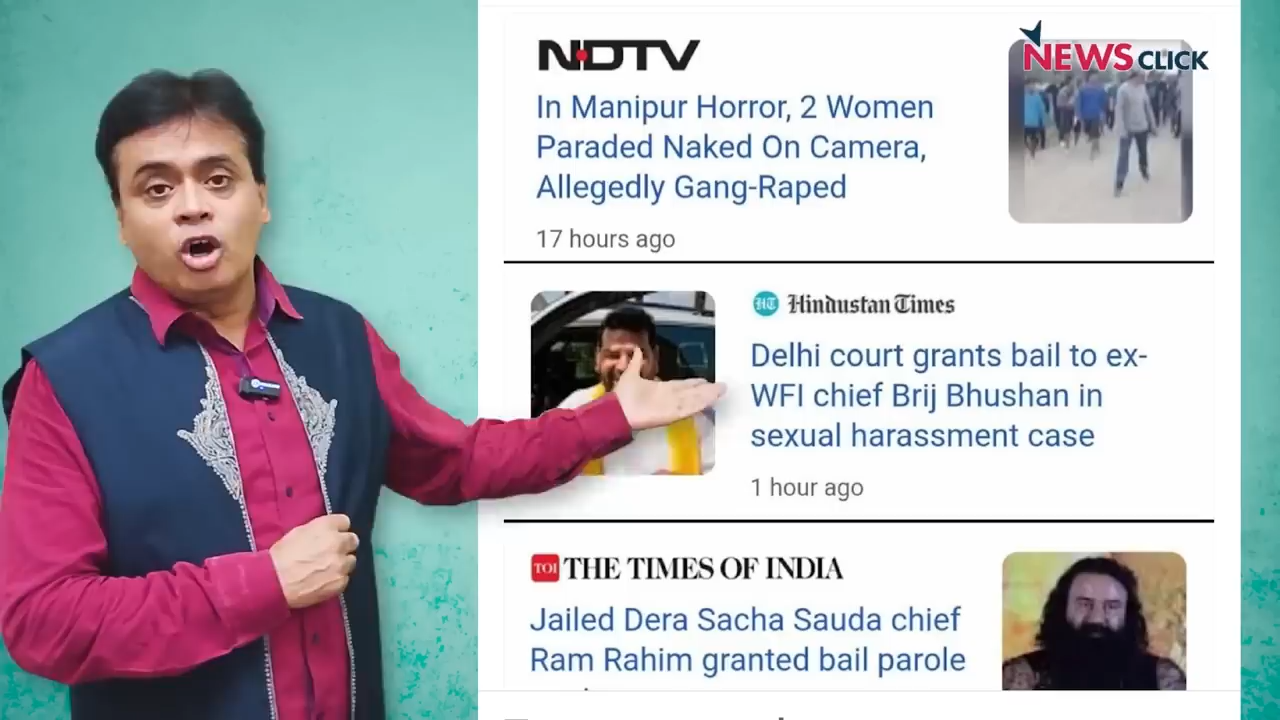 NDTV
NEWSCLICK
In Manipur Horror, 2 Women
Paraded Naked On Camera,
Allegedly Gang-Raped
17 hours ago
HT Hindustan Times
Delhi court grants bail to ex-
WFI chief Brij Bhushan in
sexual harassment case
1 hour ago
TOI THE TIMES OF INDIA
Jailed Dera Sacha Sauda chief
Ram Rahim granted bail parole